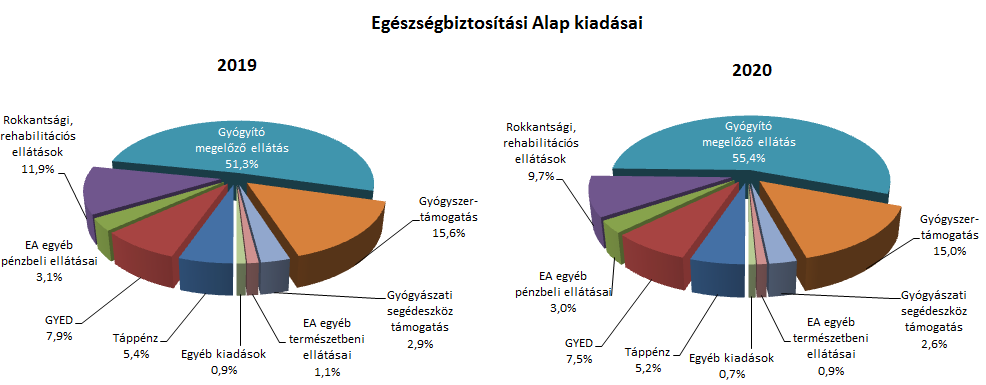 Egészségbiztosítási Alap kiadásai
2019
Gyógyító
megelőző ellátás
51,3%
Rokkantsági,
rehabilitációs
ellátások
11,9%
Gyógyszer-
támogatás
15,6%
EA egyéb
pénzbeli ellátásai
3,1%
GYED
7,9%
Táppénz
5,4%
Egyéb kiadások
0,9%
EA egyéb
természetbeni
ellátásai
1,1%
Gyógyászati
segédeszköz
támogatás
2,9%
2020
Gyógyító
megelőző ellátás
55,4%
Rokkantsági,
rehabilitációs
ellátások
9,7%
Gyógyszer-
támogatás
15,0%
EA egyéb
pénzbeli ellátásai
3,0%
GYED
7,5%
Táppénz
5,2%
Egyéb kiadások
0,7%
EA egyéb
természetbeni
ellátásai
0,9%
Gyógyászati
segédeszköz
támogatás
2,6%